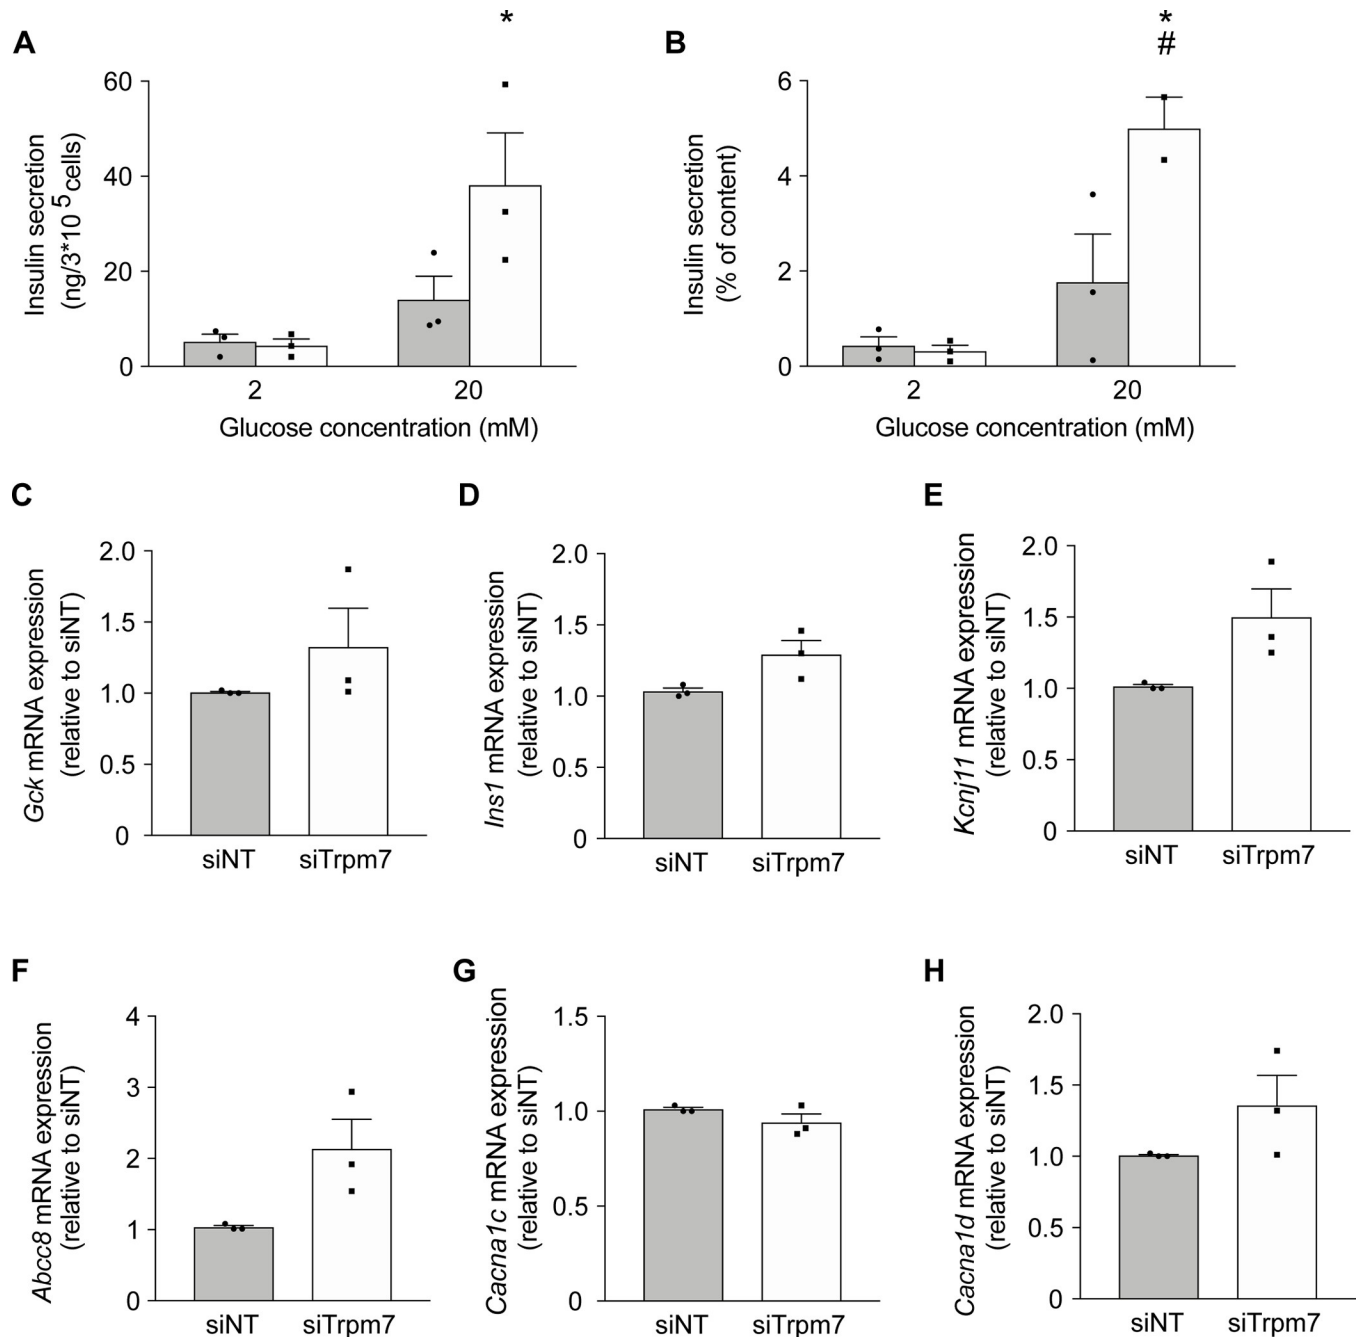 A
*
Insulin secretion
(ng/3*10 5 cells)
60
40
20
0
2
20
Glucose concentration (mM)
B
*
#
Insulin secretion
(% of content)
6
4
2
0
2
20
Glucose concentration (mM)
C
Gck mRNA expression
(relative to siNT)
2.0
1.5
1.0
0.5
0
siNT
siTrpm7
D
Ins1 mRNA expression
(relative to siNT)
2.0
1.5
1.0
0.5
0
siNT
siTrpm7
E
Kcnj11 mRNA expression
(relative to siNT)
2.0
1.5
1.0
0.5
0
siNT
siTrpm7
F
Abcc8 mRNA expression
(relative to siNT)
4
3
2
1
0
siNT
siTrpm7
G
Cacna1c mRNA expression
(relative to siNT)
1.5
1.0
0.5
0
siNT
siTrpm7
H
Cacna1d mRNA expression
(relative to siNT)
2.0
1.5
1.0
0.5
0
siNT
siTrpm7